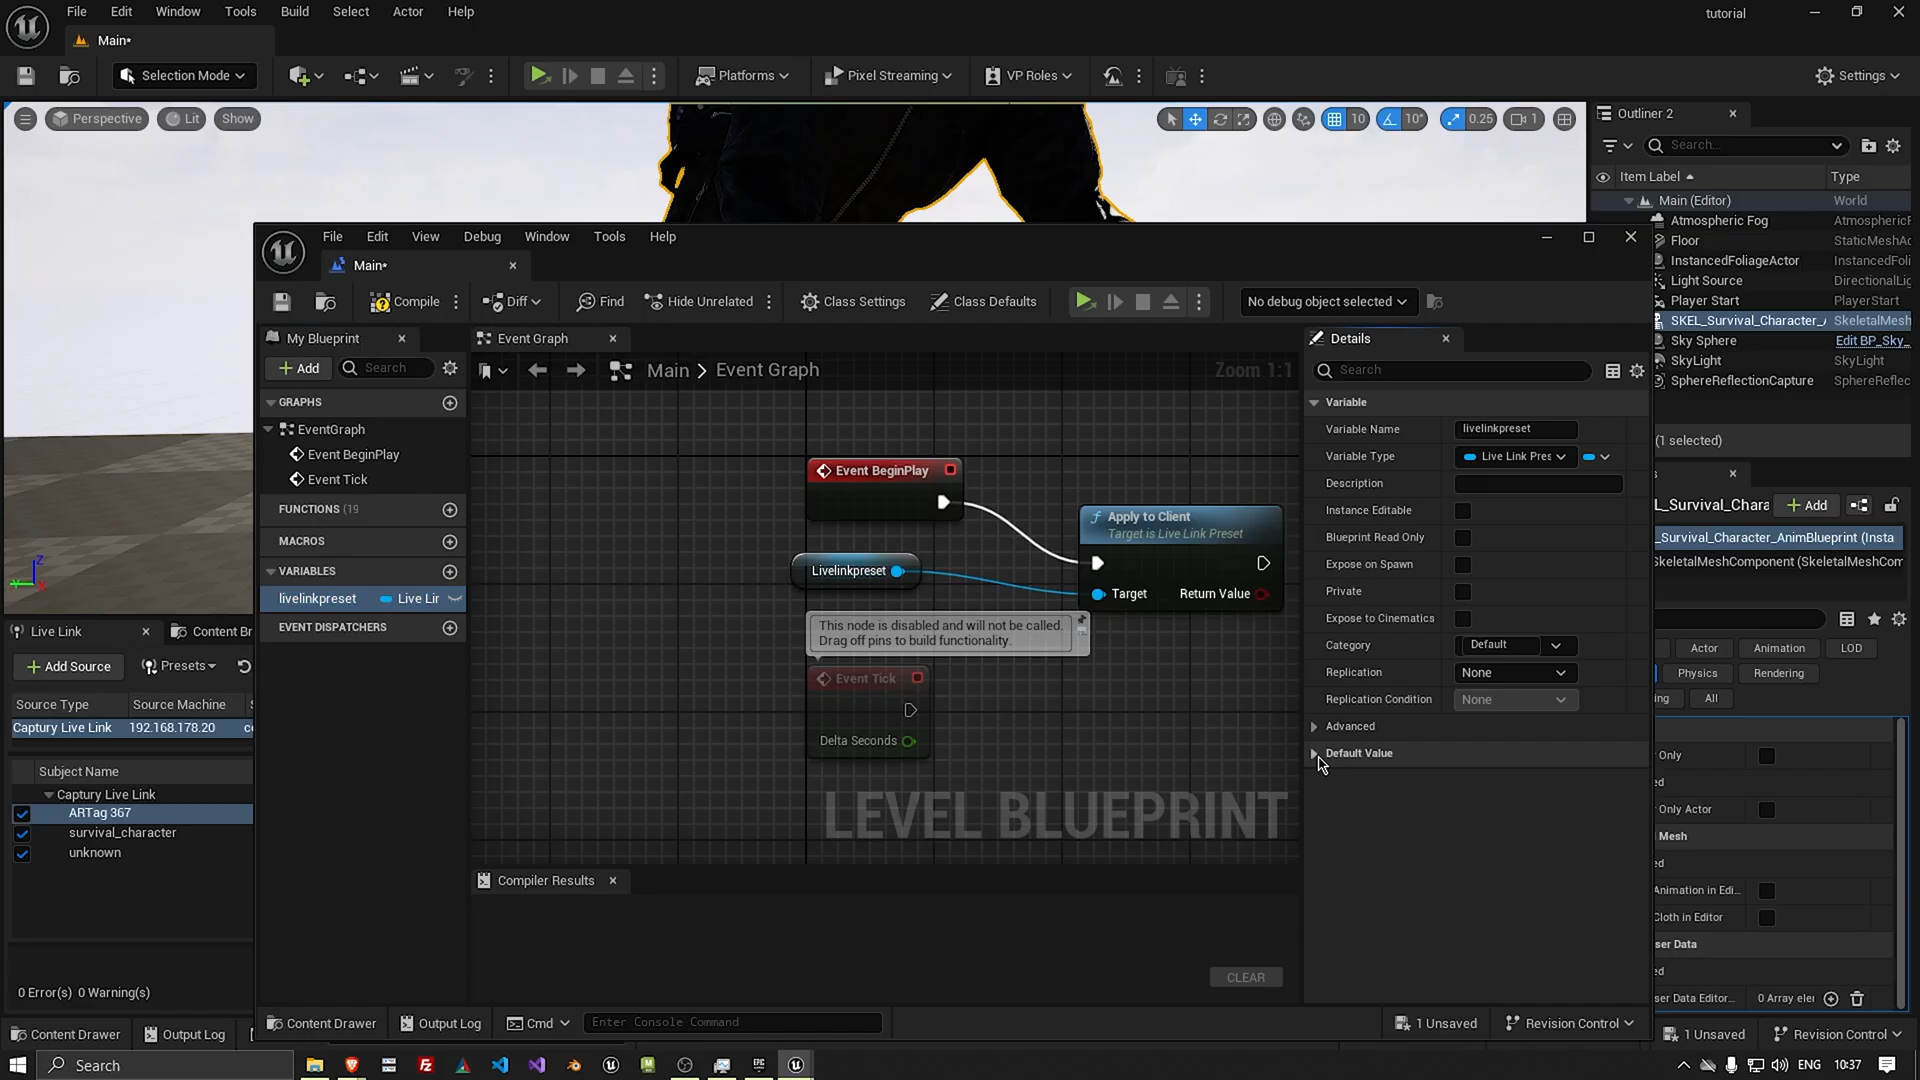 File Edit Window Tools Build Select Actor Help
tutorial
Main*
Selection Mode
Platforms
Pixel Streaming
VP Roles
Settings
Perspective
Lit
Show
10
10°
0.25
1
Outliner 2
Search...
Item Label
Type
Main (Editor) World
Atmospheric Fog AtmosphericF
Floor StaticMeshAc
InstancedFoliageActor InstancedFoli
Light Source DirectionalLig
Player Start PlayerStart
SKEL_Survival_Character_A SkeletalMesh
Sky Sphere Edit BP_Sky_
SkyLight SkyLight
SphereReflectionCapture SphereReflec
(1 selected)
File Edit View Debug Window Tools Help
Main*
Compile
Diff
Find
Hide Unrelated
Class Settings
Class Defaults
No debug object selected
My Blueprint
Add
Search
GRAPHS
EventGraph
Event BeginPlay
Event Tick
FUNCTIONS (19
MACROS
VARIABLES
livelinkpreset Live Lir
EVENT DISPATCHERS
Event Graph
Main > Event Graph
Zoom 1:1
Event BeginPlay
Apply to Client
Target is Live Link Preset
Livelinkpreset
Target
Return Value
This node is disabled and will not be called.
Drag off pins to build functionality.
Event Tick
Delta Seconds
LEVEL BLUEPRINT
Compiler Results
CLEAR
Details
Search
Variable
Variable Name livelinkpreset
Variable Type Live Link Pres
Description
Instance Editable
Blueprint Read Only
Expose on Spawn
Private
Expose to Cinematics
Category Default
Replication None
Replication Condition None
Advanced
Default Value
Content Drawer
Output Log
Cmd
Enter Console Command
1 Unsaved
Revision Control
L_Survival_Chara
Add
_Survival_Character_AnimBlueprint (Insta
SkeletalMeshComponent (SkeletalMeshCom
Actor
Animation
LOD
Physics
Rendering
ing
All
r Only
ed
r Only Actor
Mesh
ed
Animation in Edi...
Cloth in Editor
ser Data
ed
ser Data Editor... 0 Array eler
Live Link
Content Br
Add Source
Presets
Source Type Source Machine S
Captury Live Link 192.168.178.20 co
Subject Name
Captury Live Link
ARTag 367
survival_character
unknown
0 Error(s) 0 Warning(s)
Content Drawer
Output Log
1 Unsaved
Revision Control
Search
ENG
10:37